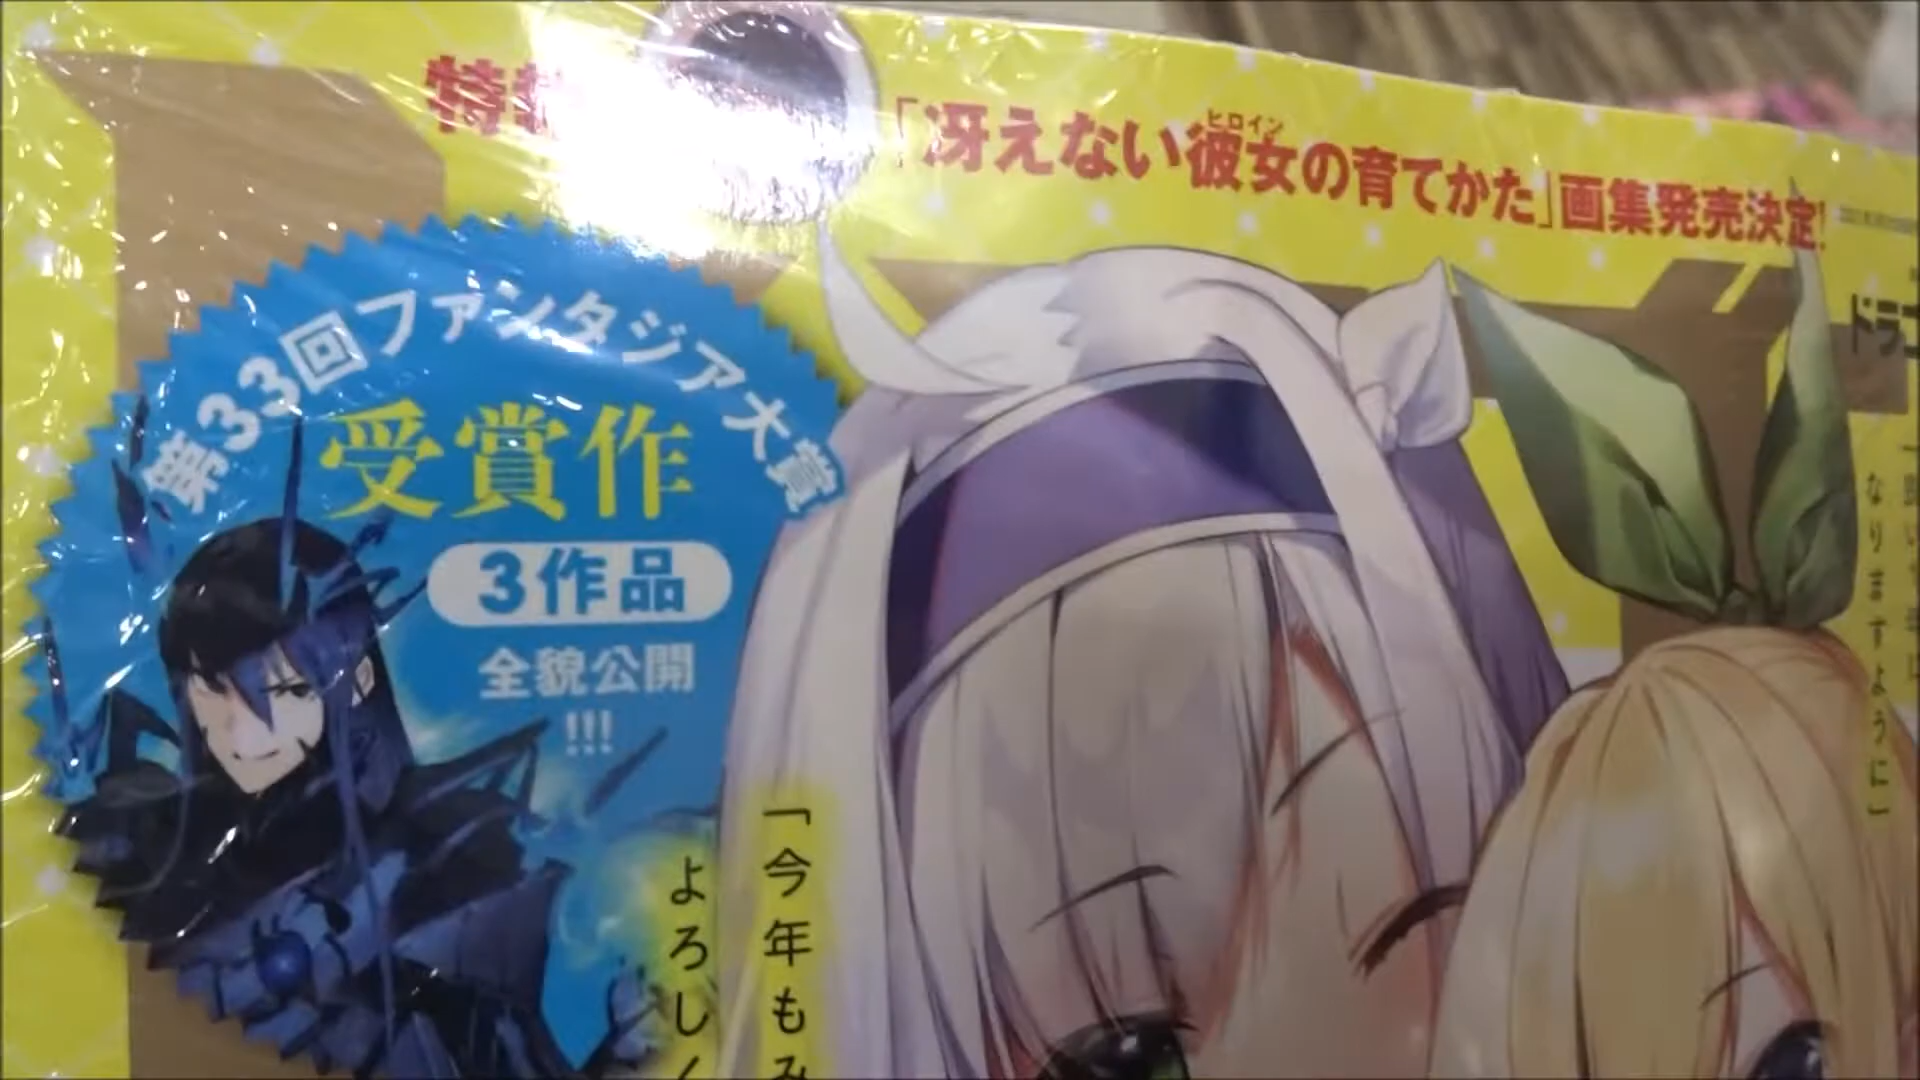 「冴えない彼女の育てかた」画集発売決定!
ヒロイン
第33回ファンタジア大賞
受賞作
3作品
全貌公開
!!!
「今年もみ
よろしく
なりますように」
ドラゴ